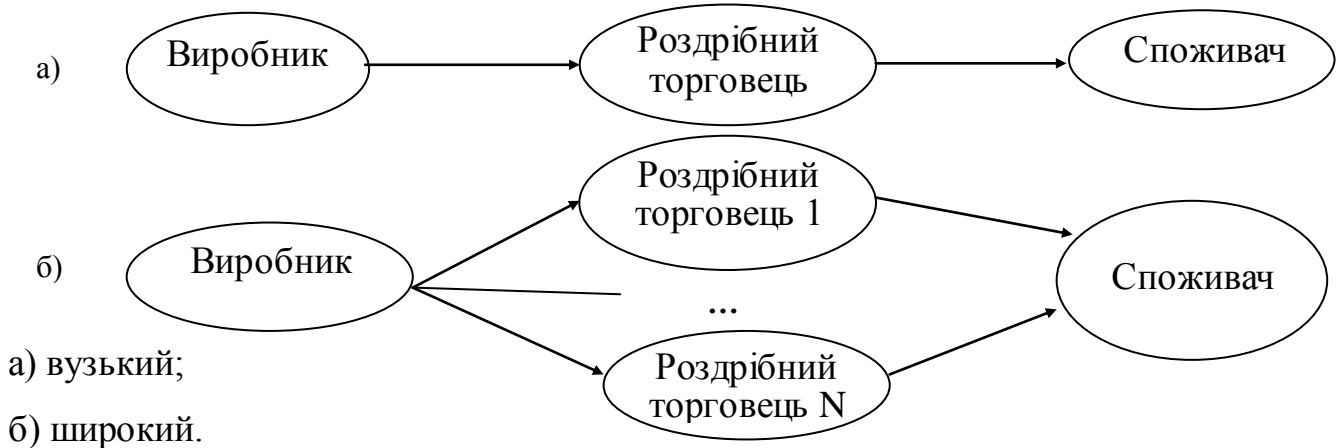 а)
Виробник
Роздрібний
торговець
Споживач
б)
Виробник
Роздрібний
торговець 1
...
Роздрібний
торговець N
Споживач
а) вузький;
б) широкий.